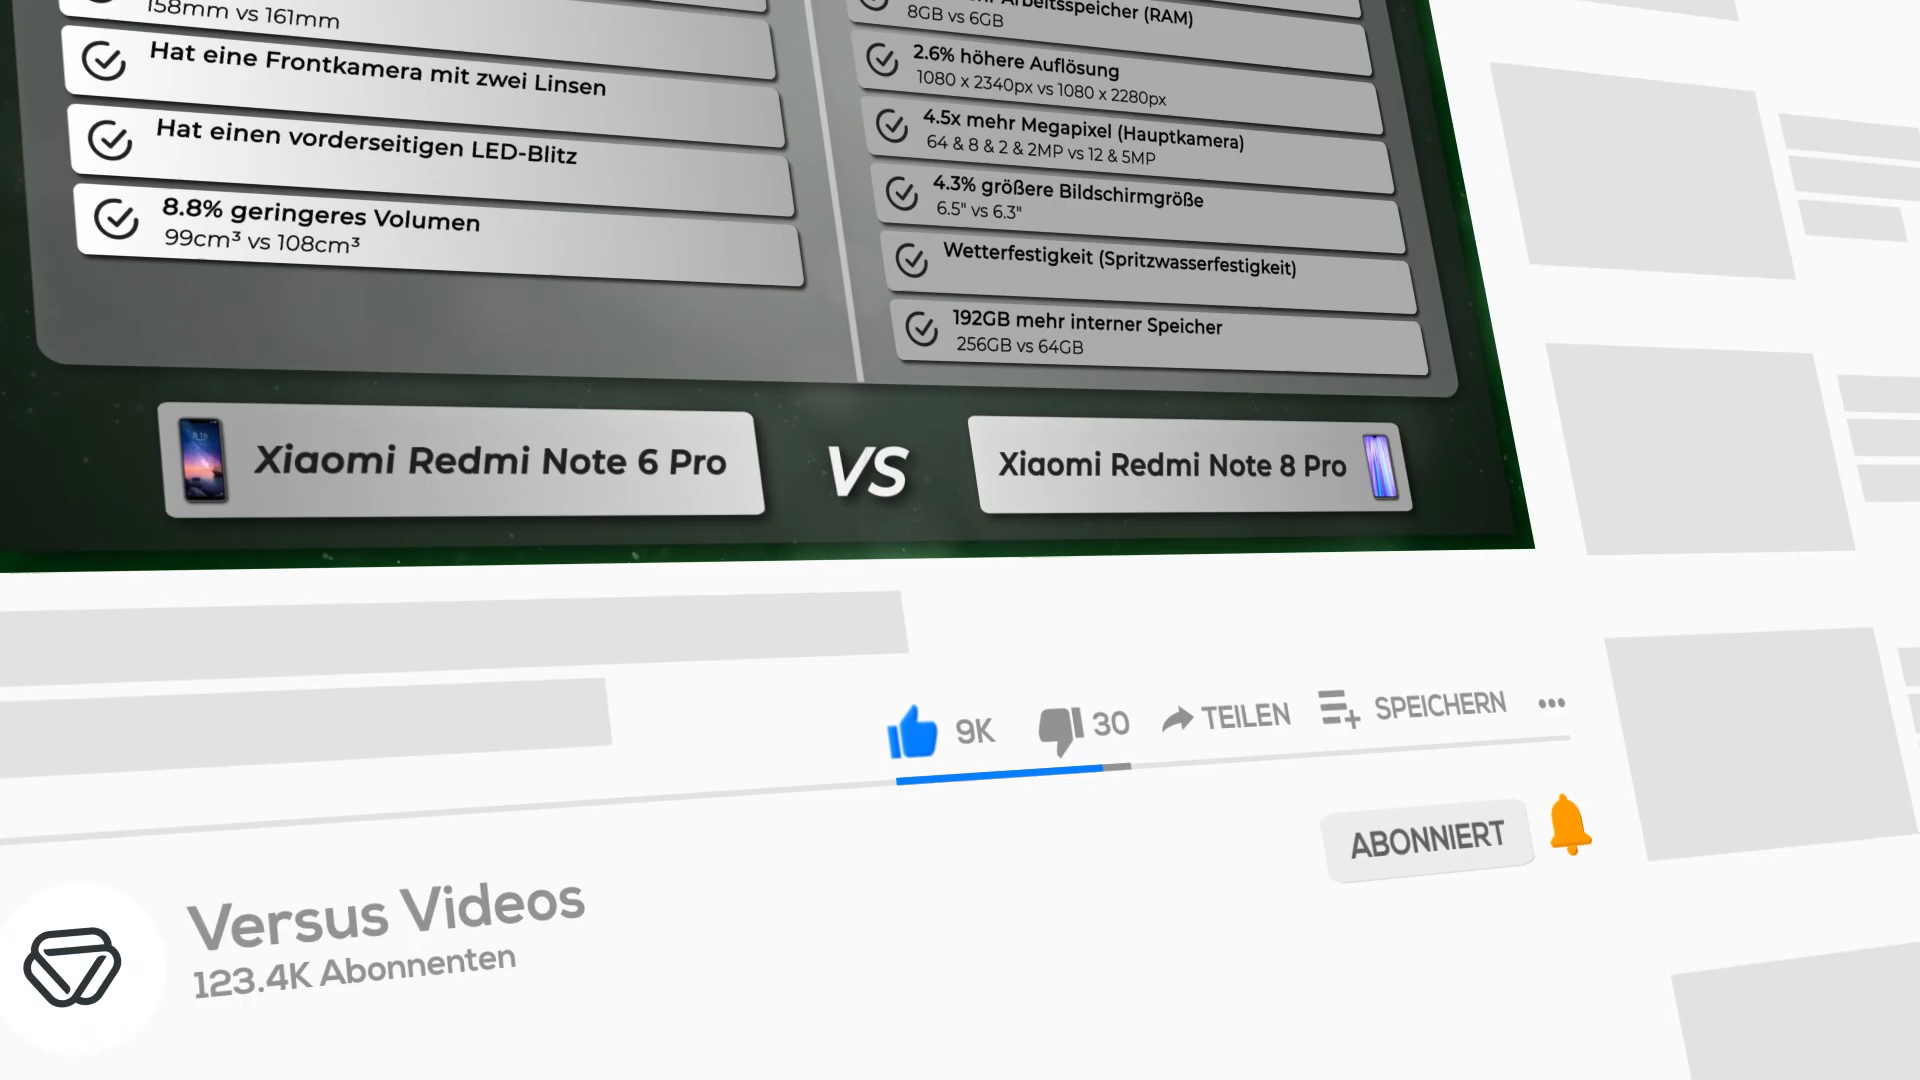 158mm vs 161mm
Hat eine Frontkamera mit zwei Linsen
Hat einen vorderseitigen LED-Blitz
8.8% geringeres Volumen
99cm³ vs 108cm³
Arbeitsspeicher (RAM)
8GB vs 6GB
2.6% höhere Auflösung
1080 x 2340px vs 1080 x 2280px
4.5x mehr Megapixel (Hauptkamera)
64 & 8 & 2 & 2MP vs 12 & 5MP
4.3% größere Bildschirmgröße
6.5" vs 6.3"
Wetterfestigkeit (Spritzwasserfestigkeit)
192GB mehr interner Speicher
256GB vs 64GB
Xiaomi Redmi Note 6 Pro
VS
Xiaomi Redmi Note 8 Pro
9K
30
TEILEN
SPEICHERN
ABONNIERT
Versus Videos
123.4K Abonnenten